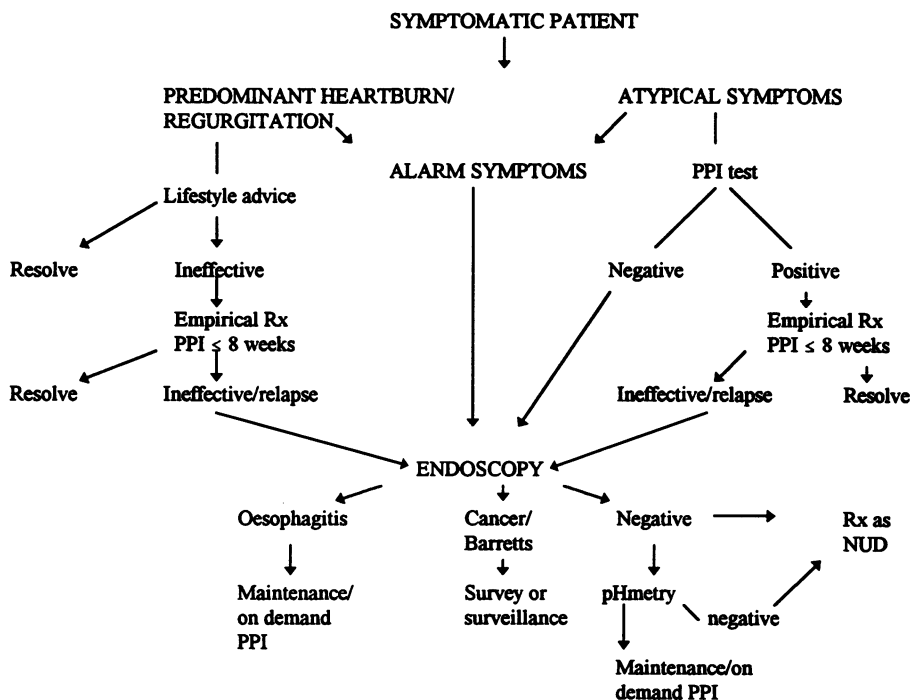 SYMPTOMATIC PATIENT
PREDOMINANT HEARTBURN/
REGURGITATION
ATYPICAL SYMPTOMS
ALARM SYMPTOMS
PPI test
Lifestyle advice
Resolve
Ineffective
Negative
Positive
Empirical Rx
PPI ≤ 8 weeks
Empirical Rx
PPI ≤ 8 weeks
Resolve
Ineffective/relapse
Ineffective/relapse
Resolve
ENDOSCOPY
Oesophagitis
Cancer/
Barretts
Negative
Rx as
NUD
Maintenance/
on demand
PPI
Survey or
surveillance
pHmetry
negative
Maintenance/on
demand PPI